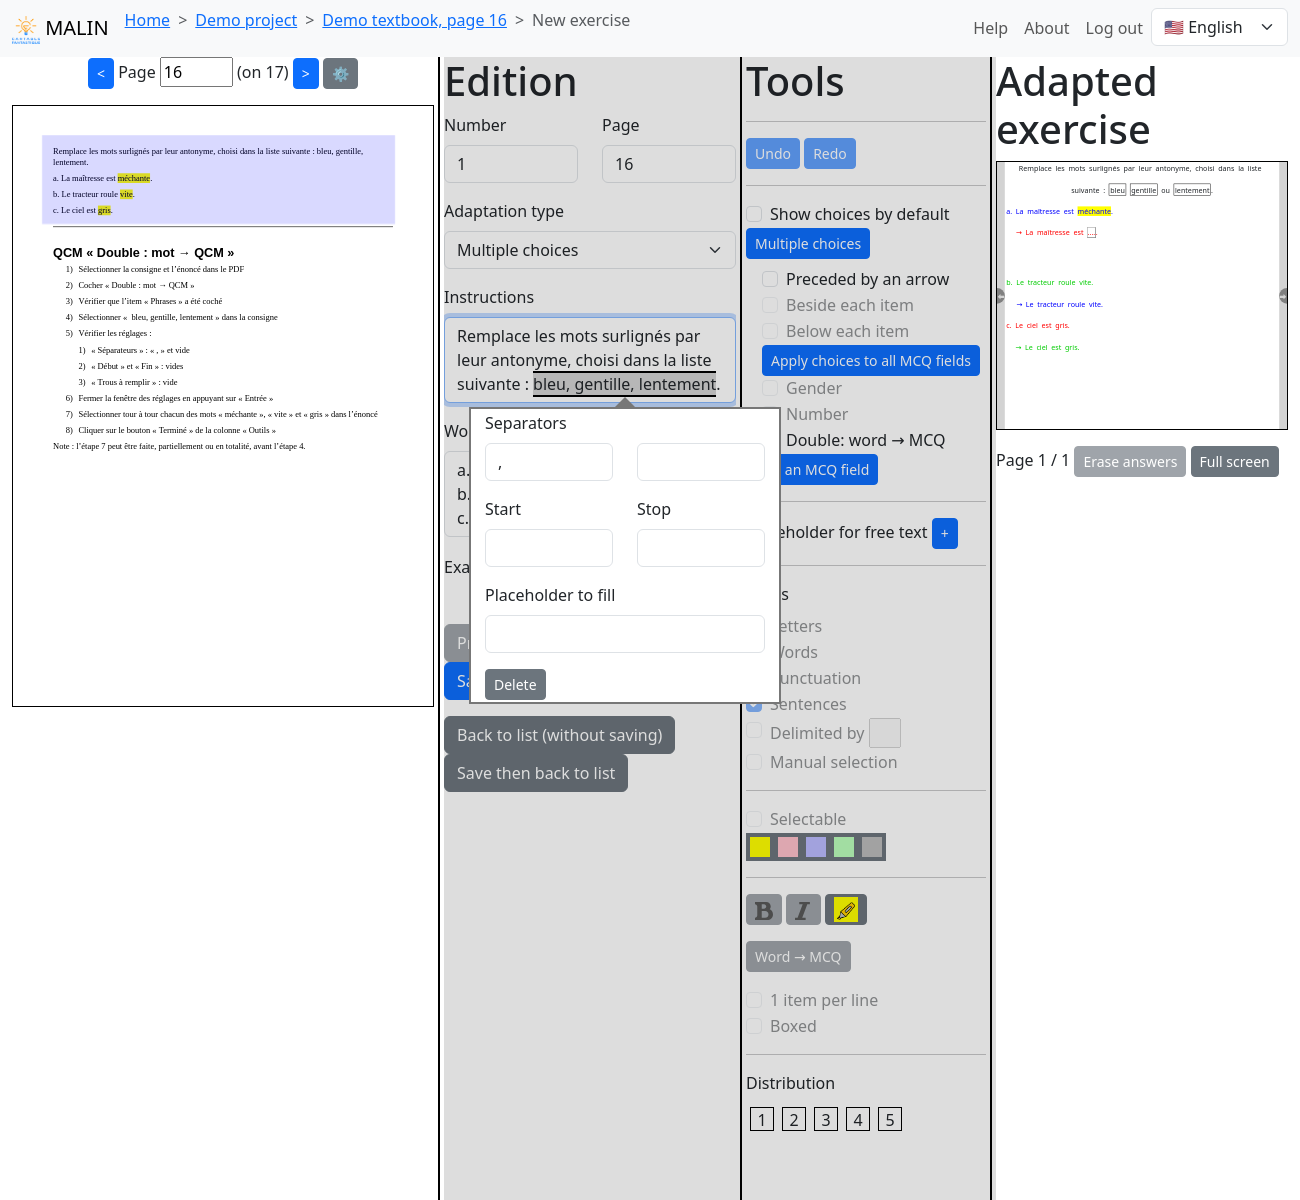 MALIN
Home > Demo project > Demo textbook, page 16 > New exercise
Help About Log out 🇺🇸 English
< Page 16 (on 17) > ⚙️
Remplace les mots surlignés par leur antonyme, choisi dans la liste suivante : bleu, gentille,
lentement.
a. La maîtresse est méchante.
b. Le tracteur roule vite.
c. Le ciel est gris.
QCM « Double : mot → QCM »
1) Sélectionner la consigne et l’énoncé dans le PDF
2) Cocher « Double : mot → QCM »
3) Vérifier que l’item « Phrases » a été coché
4) Sélectionner « bleu, gentille, lentement » dans la consigne
5) Vérifier les réglages :
1) « Séparateurs » : « , » et vide
2) « Début » et « Fin » : vides
3) « Trous à remplir » : vide
6) Fermer la fenêtre des réglages en appuyant sur « Entrée »
7) Sélectionner tour à tour chacun des mots « méchante », « vite » et « gris » dans l’énoncé
8) Cliquer sur le bouton « Terminé » de la colonne « Outils »
Note : l’étape 7 peut être faite, partiellement ou en totalité, avant l’étape 4.
Edition
Number Page
1 16
Adaptation type
Multiple choices
Instructions
Remplace les mots surlignés par
leur antonyme, choisi dans la liste
suivante : bleu, gentille, lentement.
Wo
a.
b.
c.
Exa
Separators
,
Start Stop
Placeholder to fill
Delete
Back to list (without saving)
Save then back to list
Tools
Undo Redo
Show choices by default
Multiple choices
Preceded by an arrow
Beside each item
Below each item
Apply choices to all MCQ fields
Gender
Number
Double: word → MCQ
an MCQ field
eholder for free text +
s
etters
Words
unctuation
Sentences
Delimited by
Manual selection
Selectable
B I
Word → MCQ
1 item per line
Boxed
Distribution
1 2 3 4 5
Adapted
exercise
Remplace les mots surlignés par leur antonyme, choisi dans la liste
suivante : bleu gentille ou lentement.
a. La maîtresse est méchante.
→ La maîtresse est ....
b. Le tracteur roule vite.
→ Le tracteur roule vite.
c. Le ciel est gris.
→ Le ciel est gris.
Page 1 / 1 Erase answers Full screen